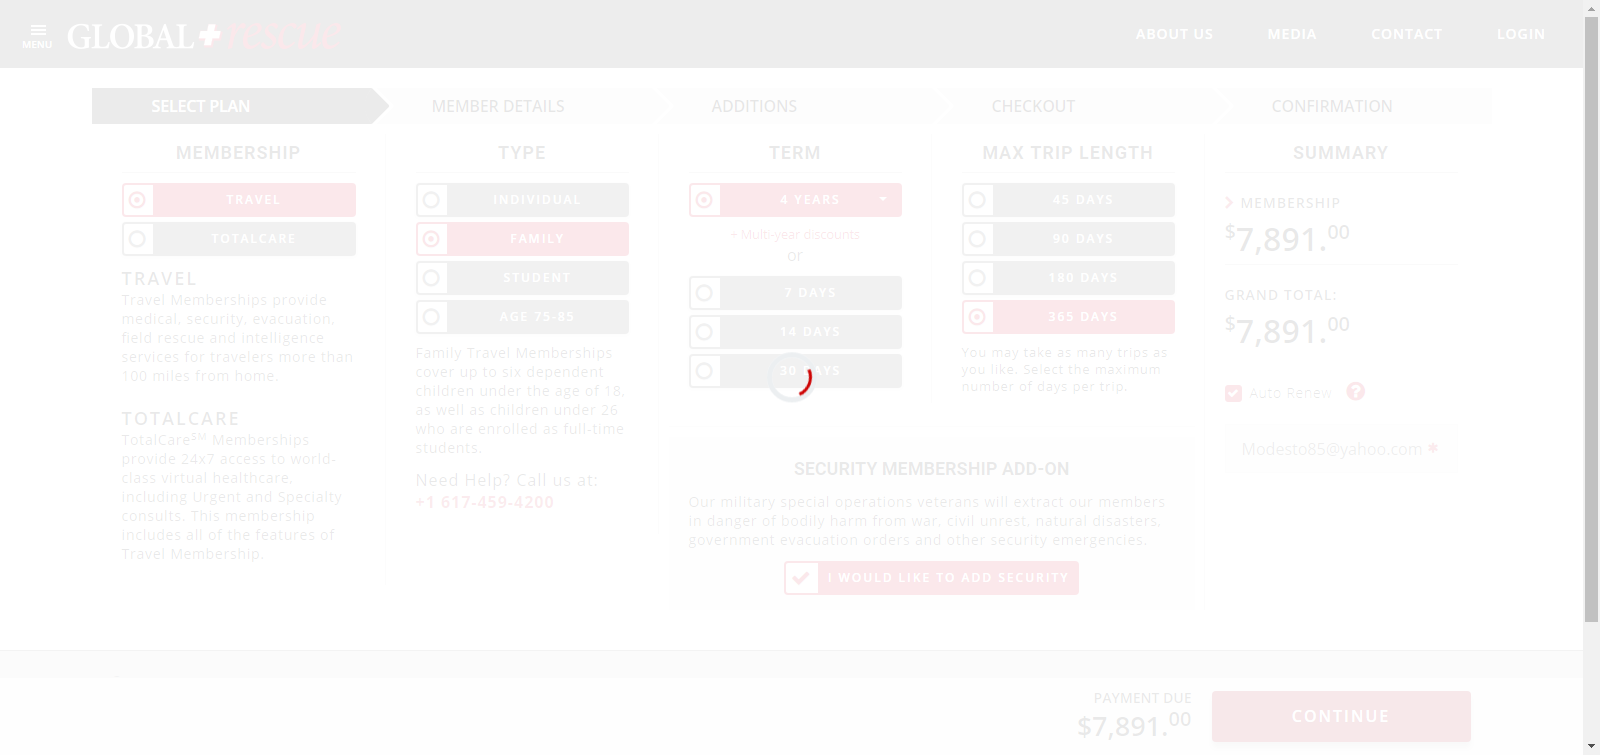 MENU
GLOBAL rescue
ABOUT US
MEDIA
CONTACT
LOGIN
SELECT PLAN
MEMBER DETAILS
ADDITIONS
CHECKOUT
CONFIRMATION
MEMBERSHIP
TRAVEL
TOTALCARE
TRAVEL
Travel Memberships provide
medical, security, evacuation,
field rescue and intelligence
services for travelers more than
100 miles from home.
TOTALCARE
TotalCareSM Memberships
provide 24x7 access to world-
class virtual healthcare,
including Urgent and Specialty
consults. This membership
includes all of the features of
Travel Membership.
TYPE
INDIVIDUAL
FAMILY
STUDENT
AGE 75-85
Family Travel Memberships
cover up to six dependent
children under the age of 18,
as well as children under 26
who are enrolled as full-time
students.
Need Help? Call us at:
+1 617-459-4200
TERM
4 YEARS
- Multi-year discounts
or
7 DAYS
14 DAYS
30 DAYS
MAX TRIP LENGTH
45 DAYS
90 DAYS
180 DAYS
365 DAYS
You may take as many trips as
you like. Select the maximum
number of days per trip.
SECURITY MEMBERSHIP ADD-ON
Our military special operations veterans will extract our members
in danger of bodily harm from war, civil unrest, natural disasters,
government evacuation orders and other security emergencies.
I WOULD LIKE TO ADD SECURITY
SUMMARY
MEMBERSHIP
$7,891.00
GRAND TOTAL:
$7,891.00
Auto Renew ?
Modesto85@yahoo.com *
PAYMENT DUE
$7,891.00
CONTINUE